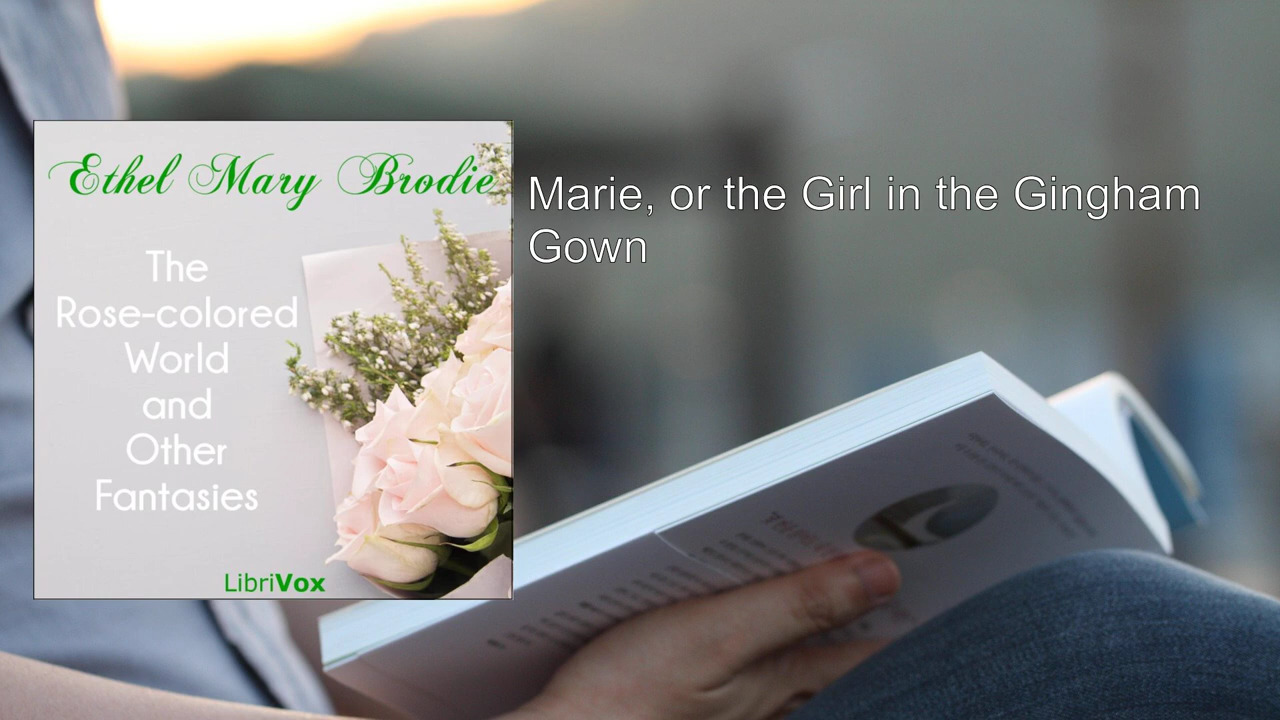 Ethel Mary Brodie
The
Rose-colored
World
and
Other
Fantasies
LibriVox
Marie, or the Girl in the Gingham
Gown